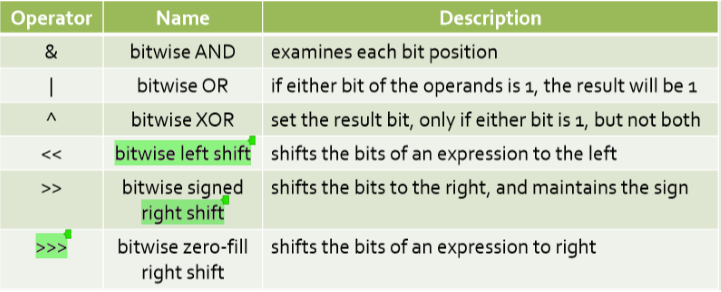 Operator Name Description
& bitwise AND examines each bit position
| bitwise OR if either bit of the operands is 1, the result will be 1
^ bitwise XOR set the result bit, only if either bit is 1, but not both
<< bitwise left shift shifts the bits of an expression to the left
>> bitwise signed shifts the bits to the right, and maintains the sign
right shift
>>> bitwise zero-fill shifts the bits of an expression to right
right shift